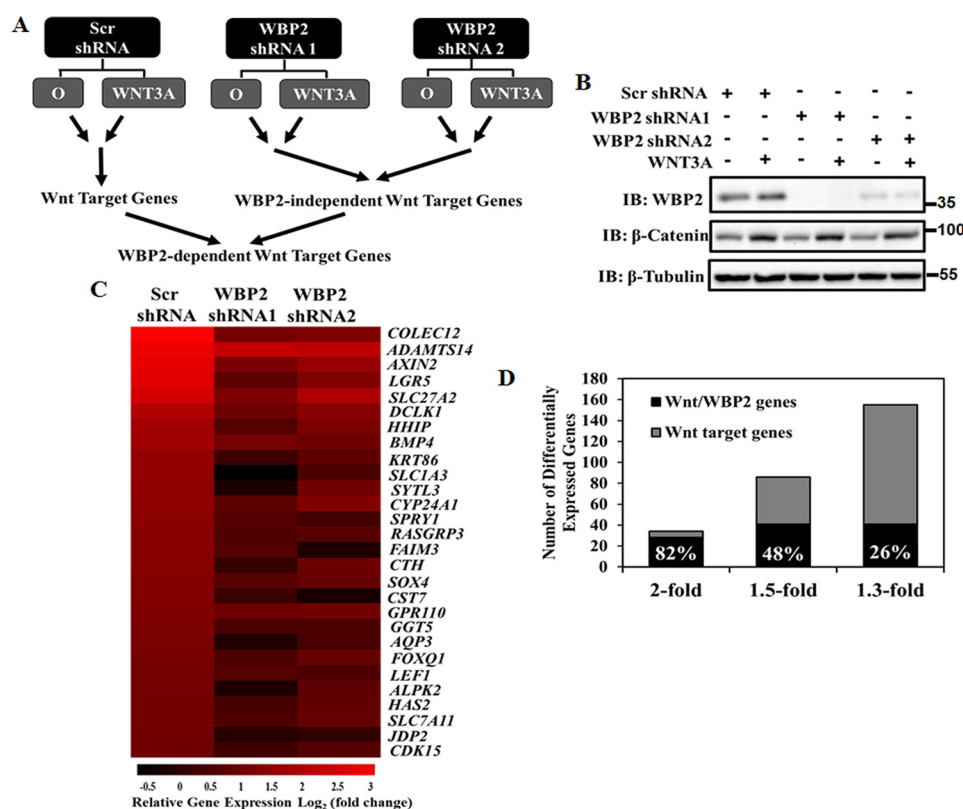 A
Scr
shRNA
WBP2
shRNA 1
WBP2
shRNA 2
O
WNT3A
O
WNT3A
O
WNT3A
Wnt Target Genes
WBP2-independent Wnt Target Genes
WBP2-dependent Wnt Target Genes
B
Scr shRNA + + - - - -
WBP2 shRNA1 - - + + - -
WBP2 shRNA2 - - - - + +
WNT3A - + - + - +
IB: WBP2
35
IB: β-Catenin
100
IB: β-Tubulin
55
C
Scr
shRNA
WBP2
shRNA1
WBP2
shRNA2
COLEC12
ADAMTS14
AXIN2
LGR5
SLC27A2
DCLK1
HHIP
BMP4
KRT86
SLC1A3
SYTL3
CYP24A1
SPRY1
RASGRP3
FAIM3
CTH
SOX4
CST7
GPR110
GGT5
AQP3
FOXQ1
LEF1
ALPK2
HAS2
SLC7A11
JDP2
CDK15
-0.5 0 0.5 1 1.5 2 2.5 3
Relative Gene Expression Log2 (fold change)
D
Number of Differentially
Expressed Genes
180
160
140
120
100
80
60
40
20
0
Wnt/WBP2 genes
Wnt target genes
82%
48%
26%
2-fold
1.5-fold
1.3-fold